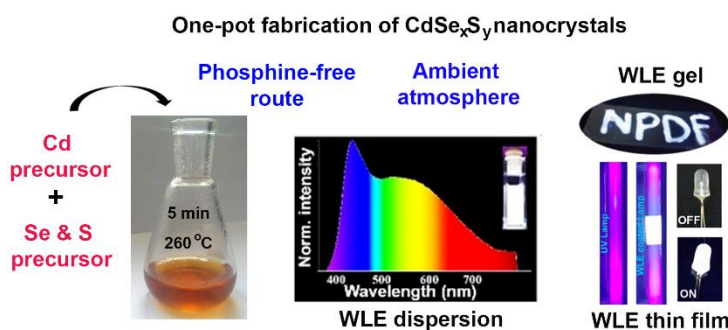 One-pot fabrication of CdSexSy nanocrystals
Phosphine-free
route
Ambient
atmosphere
Cd
precursor
+
Se & S
precursor
5 min
260 °C
Norm. intensity
400 500 600 700
Wavelength (nm)
WLE dispersion
WLE gel
NPDF
UV Lamp
WLE coated Lamp
OFF
ON
WLE thin film